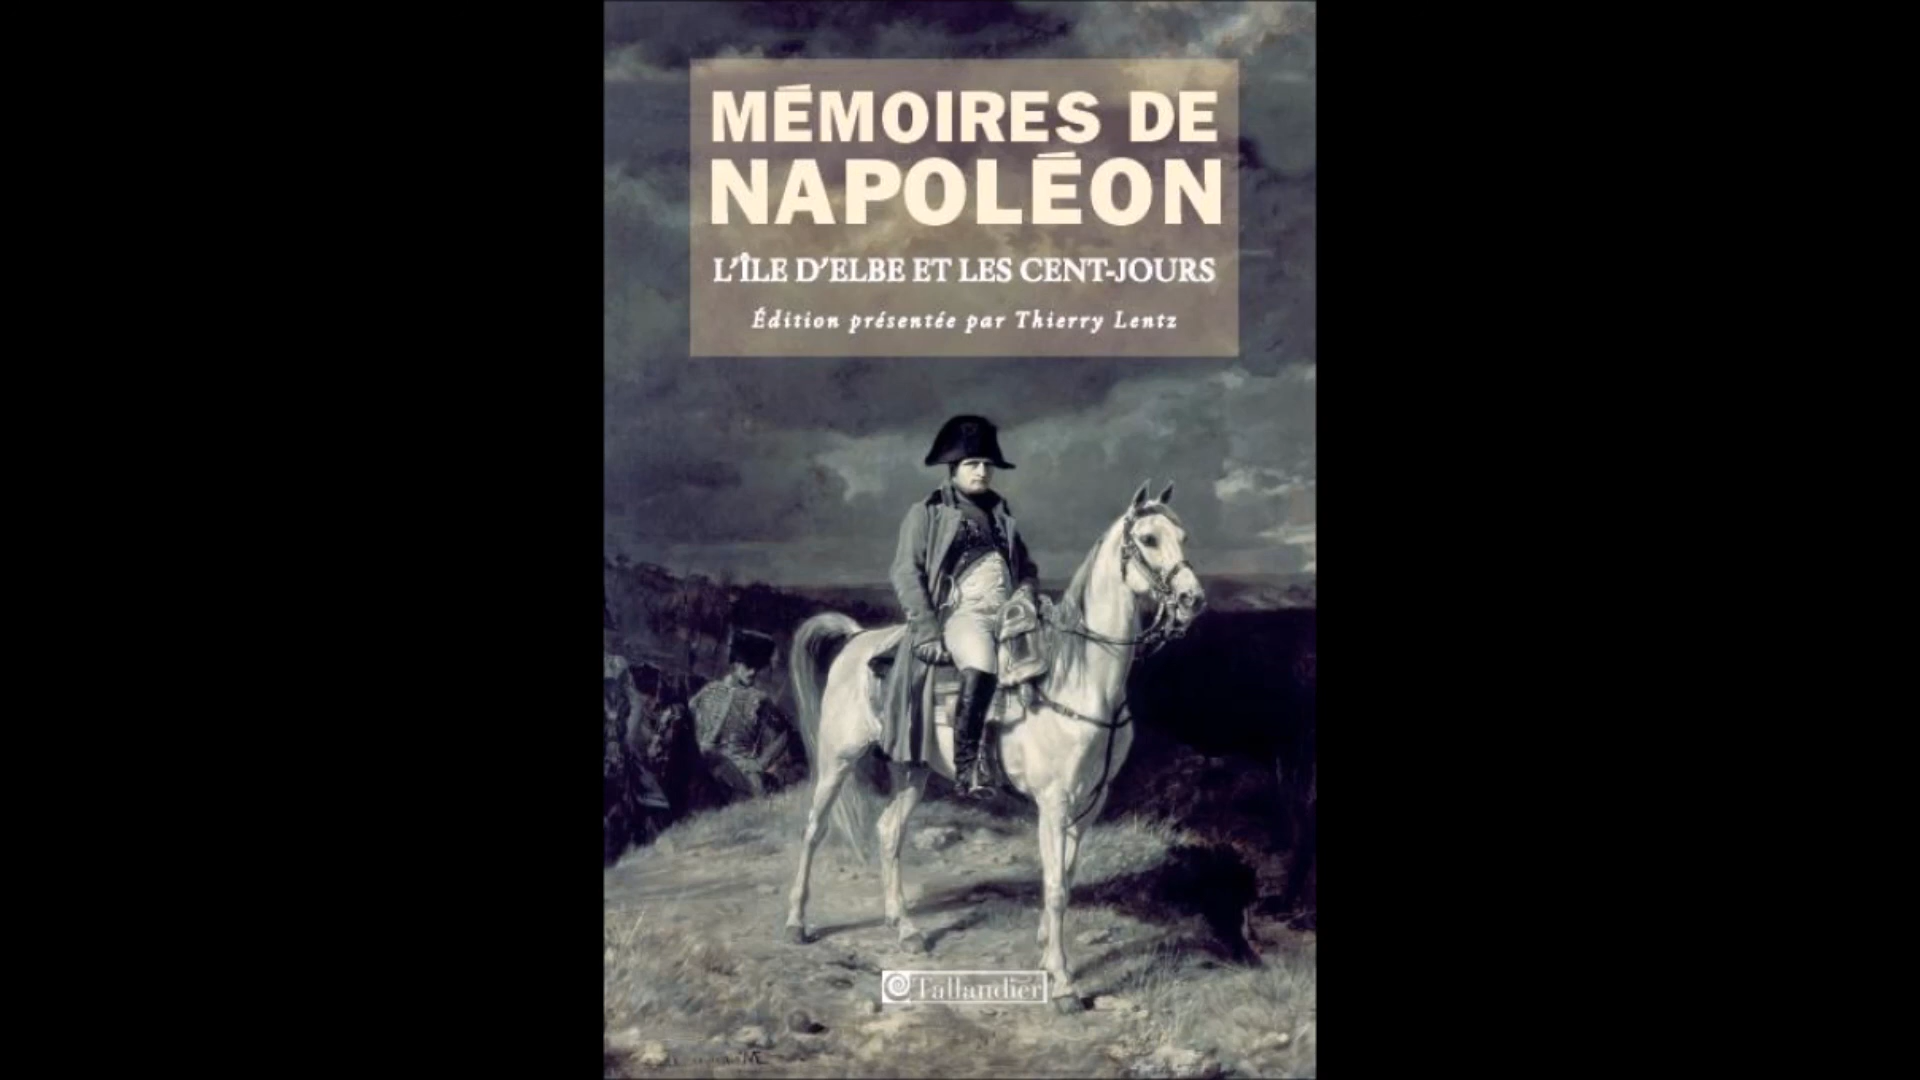 MÉMOIRES DE
NAPOLÉON
L'ÎLE D'ELBE ET LES CENT-JOURS
Édition présentée par Thierry Lentz
Tallandier